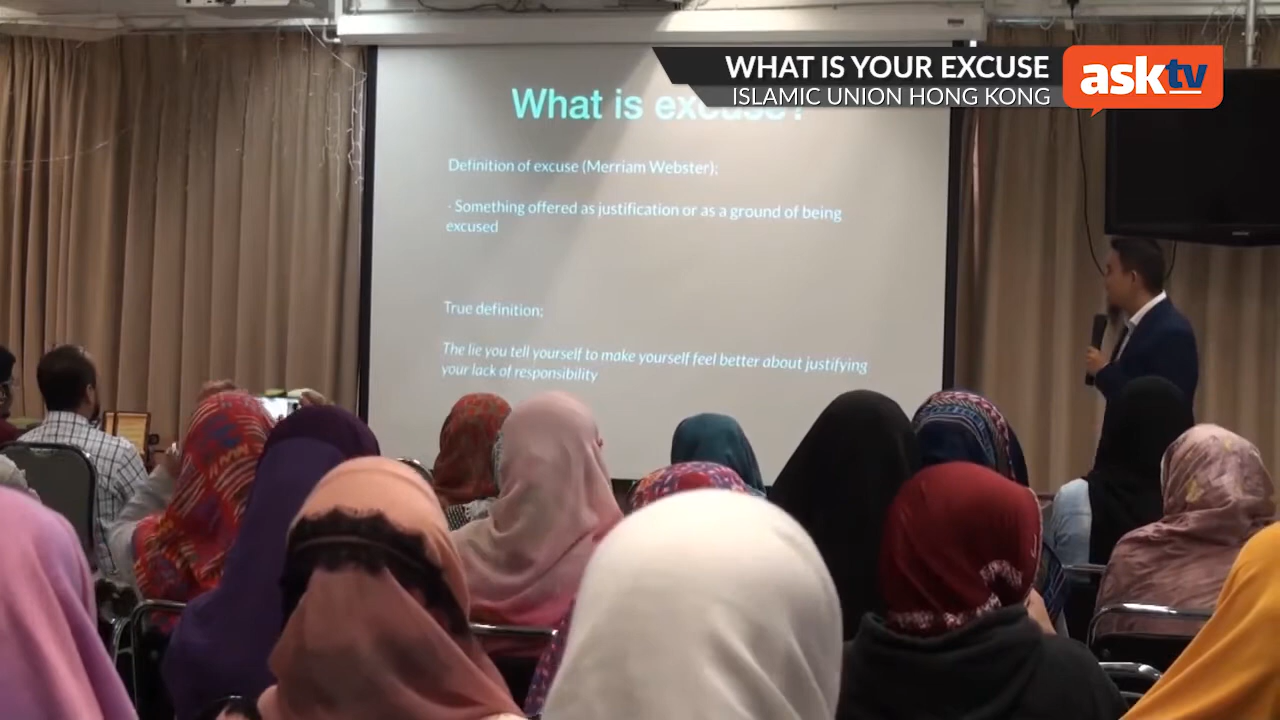 WHAT IS YOUR EXCUSE
ISLAMIC UNION HONG KONG
asktv
What is excuse?
Definition of excuse (Merriam Webster);
- Something offered as justification or as a ground of being
excused
True definition;
The lie you tell yourself to make yourself feel better about justifying
your lack of responsibility